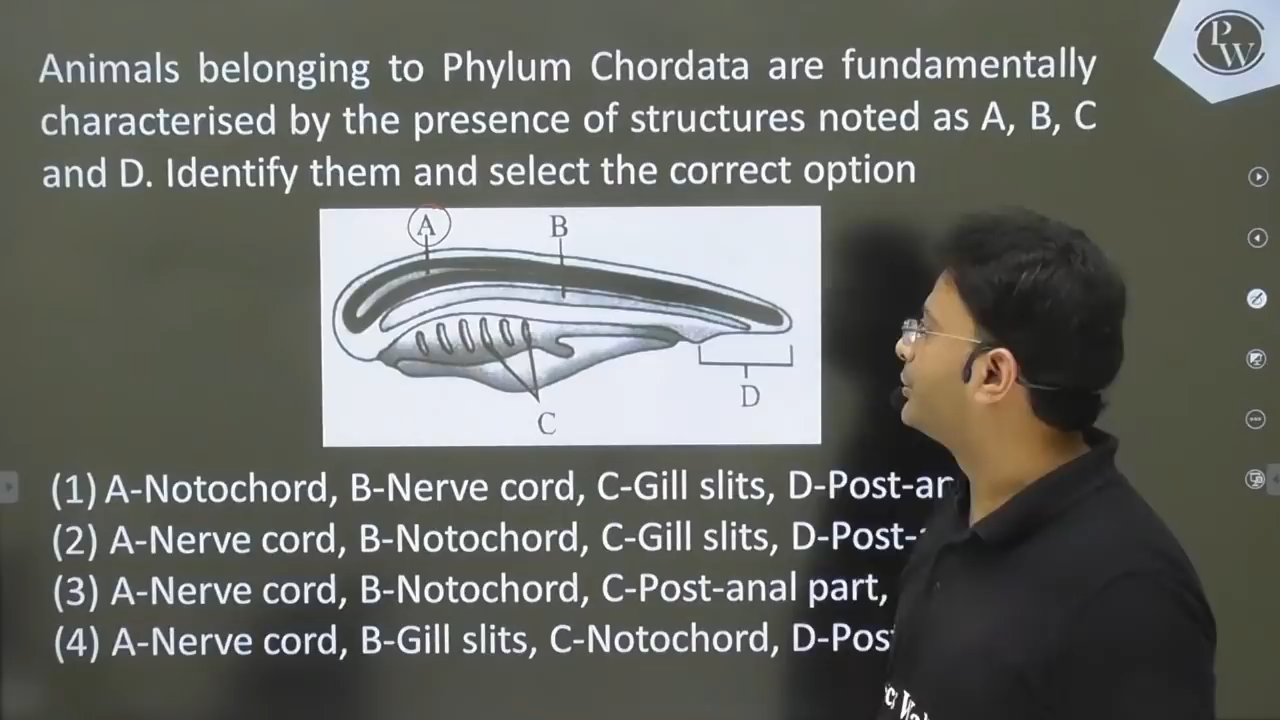 Animals belonging to Phylum Chordata are fundamentally
characterised by the presence of structures noted as A, B, C
and D. Identify them and select the correct option
A B
D
C
(1) A-Notochord, B-Nerve cord, C-Gill slits, D-Post-
(2) A-Nerve cord, B-Notochord, C-Gill slits, D-Post-
(3) A-Nerve cord, B-Notochord, C-Post-anal part,
(4) A-Nerve cord, B-Gill slits, C-Notochord,
PW